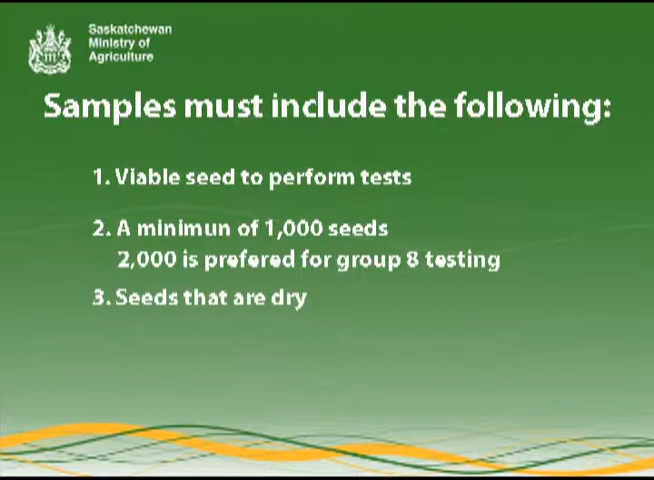 Saskatchewan
Ministry of
Agriculture
Samples must include the following:
1. Viable seed to perform tests
2. A minimun of 1,000 seeds
2,000 is prefered for group 8 testing
3. Seeds that are dry